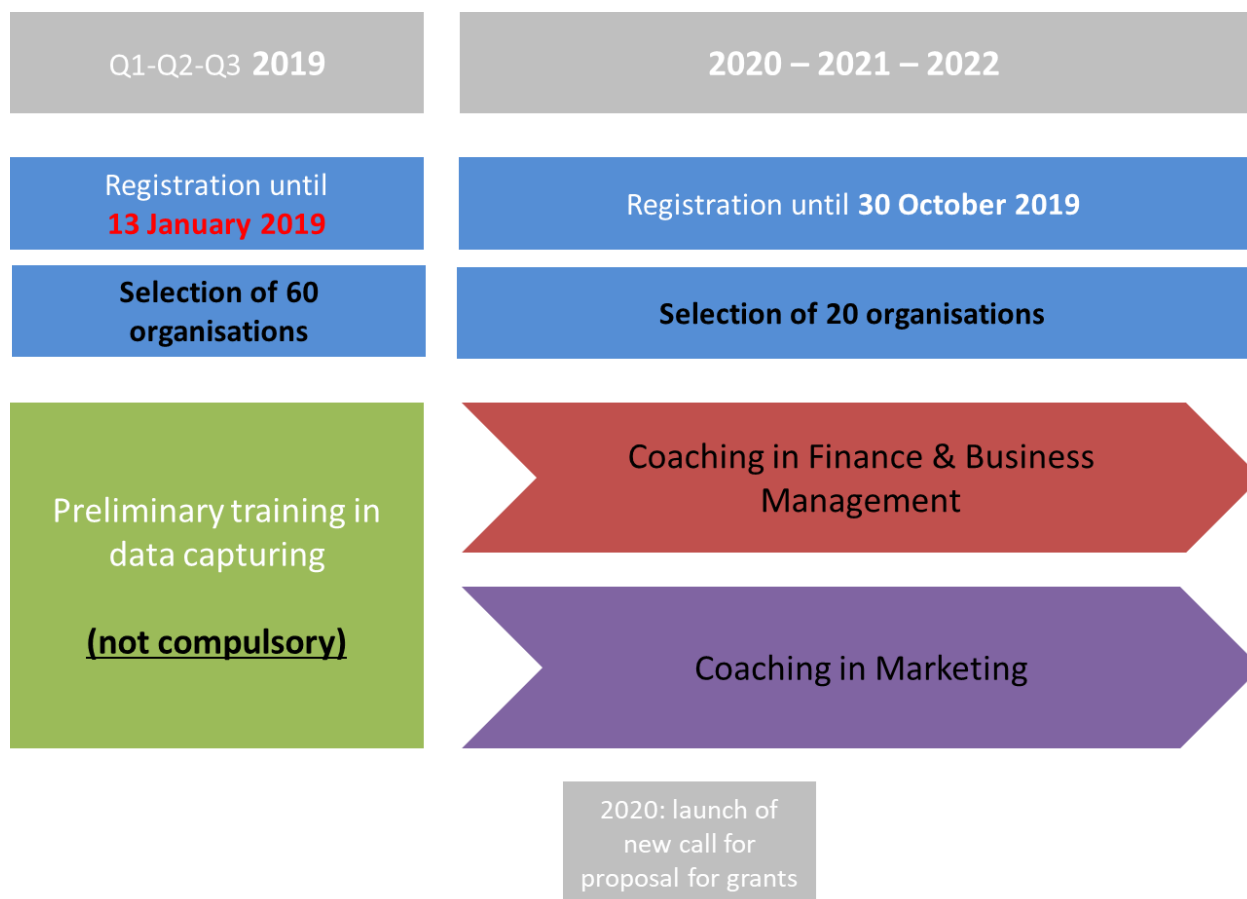 Q1-Q2-Q3 2019
2020 – 2021 – 2022
Registration until
13 January 2019
Registration until 30 October 2019
Selection of 60
organisations
Selection of 20 organisations
Preliminary training in
data capturing
(not compulsory)
Coaching in Finance & Business
Management
Coaching in Marketing
2020: launch of
new call for
proposal for grants